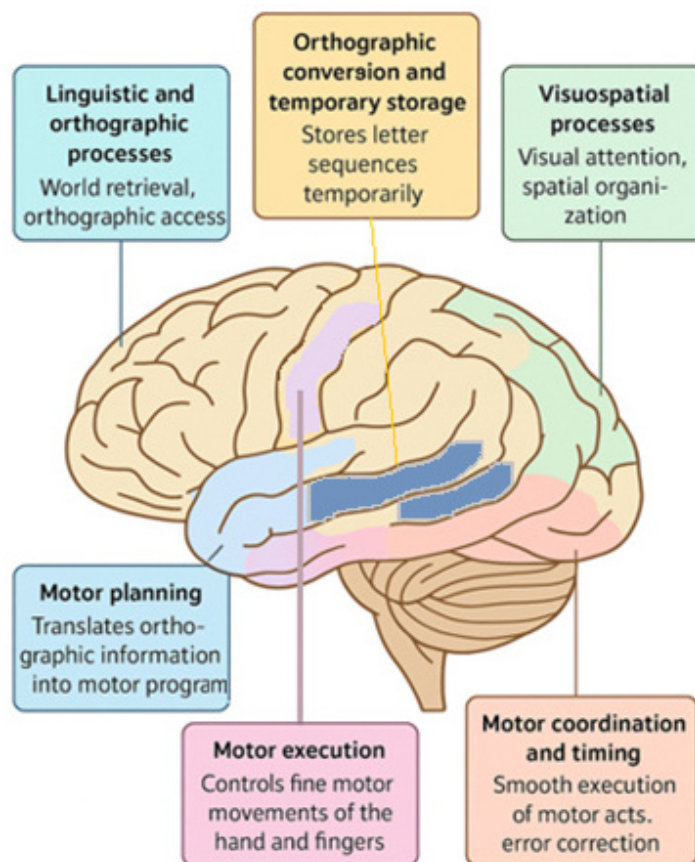 Orthographic
conversion and
temporary storage
Stores letter
sequences
temporarily
Linguistic and
orthographic
processes
World retrieval,
orthographic access
Visuospatial
processes
Visual attention,
spatial organi-
zation
Motor planning
Translates ortho-
graphic information
into motor program
Motor execution
Controls fine motor
movements of the
hand and fingers
Motor coordination
and timing
Smooth execution
of motor acts.
error correction